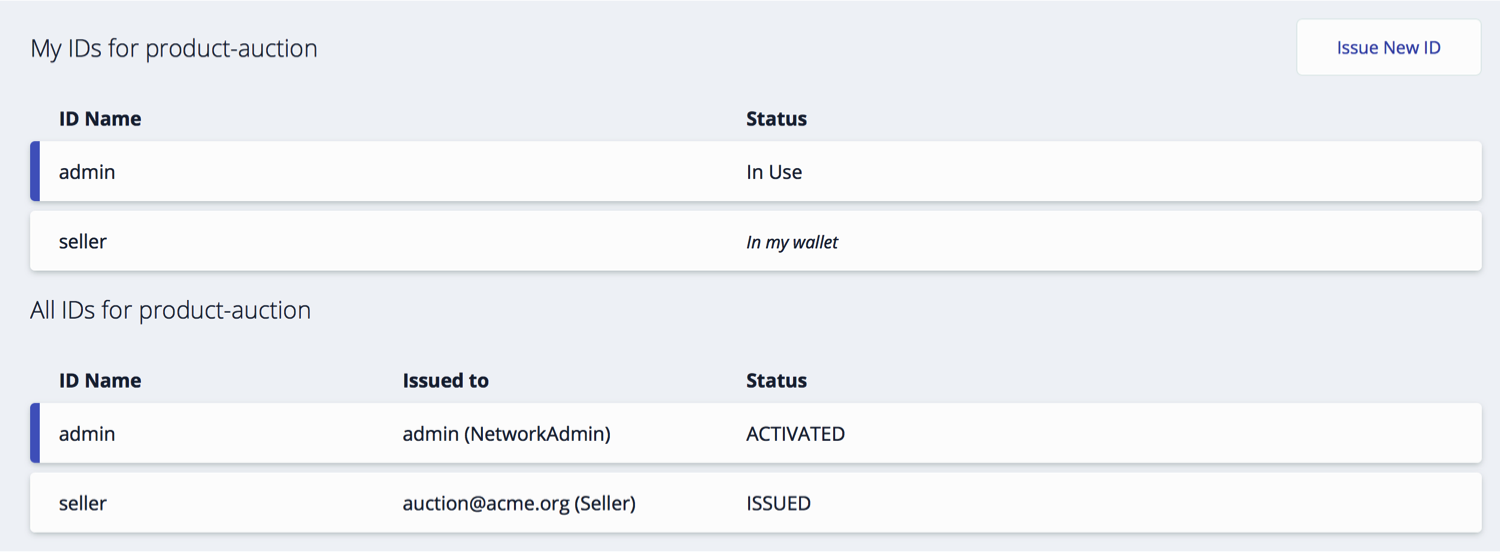 My IDs for product-auction
Issue New ID
ID Name Status
admin In Use
seller In my wallet
All IDs for product-auction
ID Name Issued to Status
admin admin (NetworkAdmin) ACTIVATED
seller auction@acme.org (Seller) ISSUED